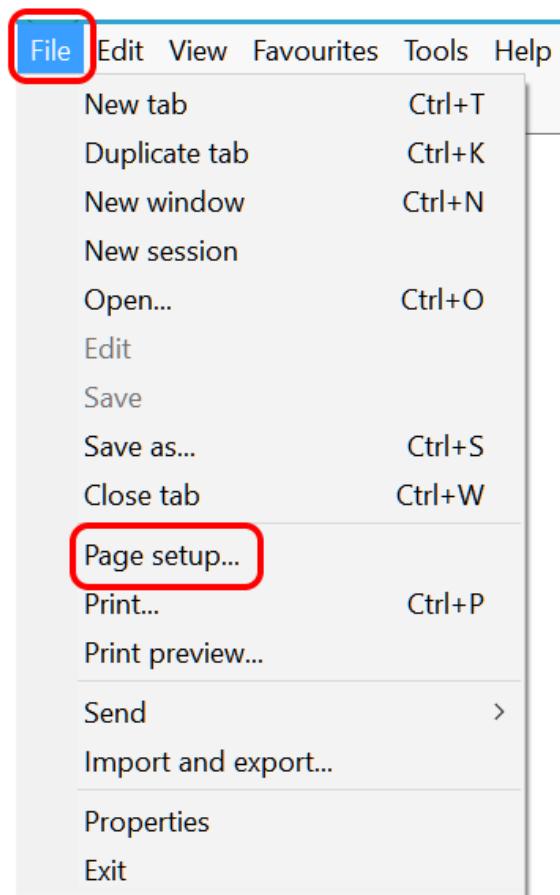 File Edit View Favourites Tools Help
New tab Ctrl+T
Duplicate tab Ctrl+K
New window Ctrl+N
New session
Open... Ctrl+O
Edit
Save
Save as... Ctrl+S
Close tab Ctrl+W
Page setup...
Print... Ctrl+P
Print preview...
Send
Import and export...
Properties
Exit